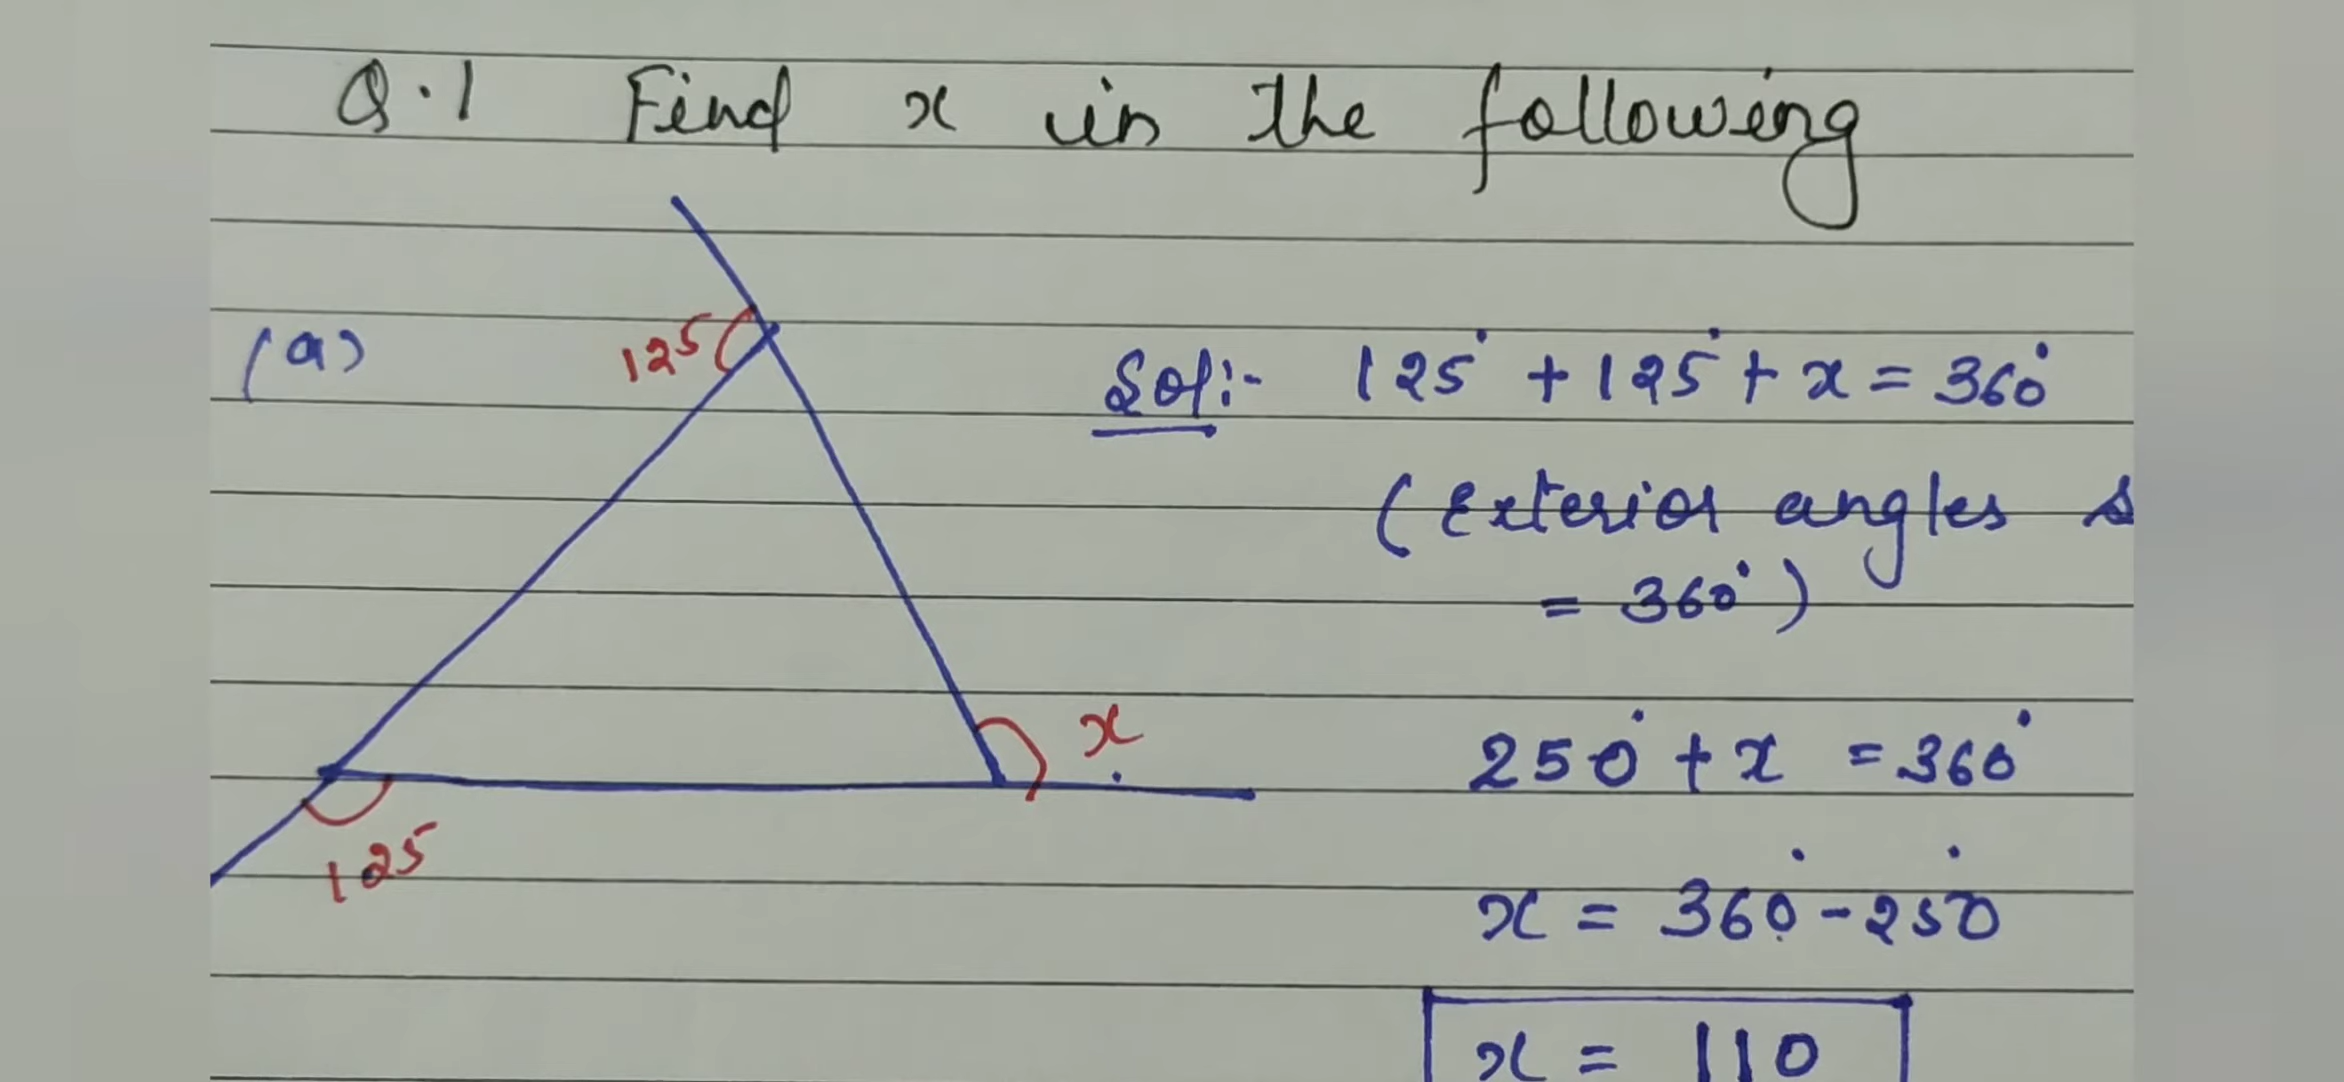 Q.1 Find x in the following
(a)
125
x
125
Sol:- 125° + 125° + x = 360°
(Exterior angles
= 360°)
250° + x = 360°
x = 360° - 250°
x = 110